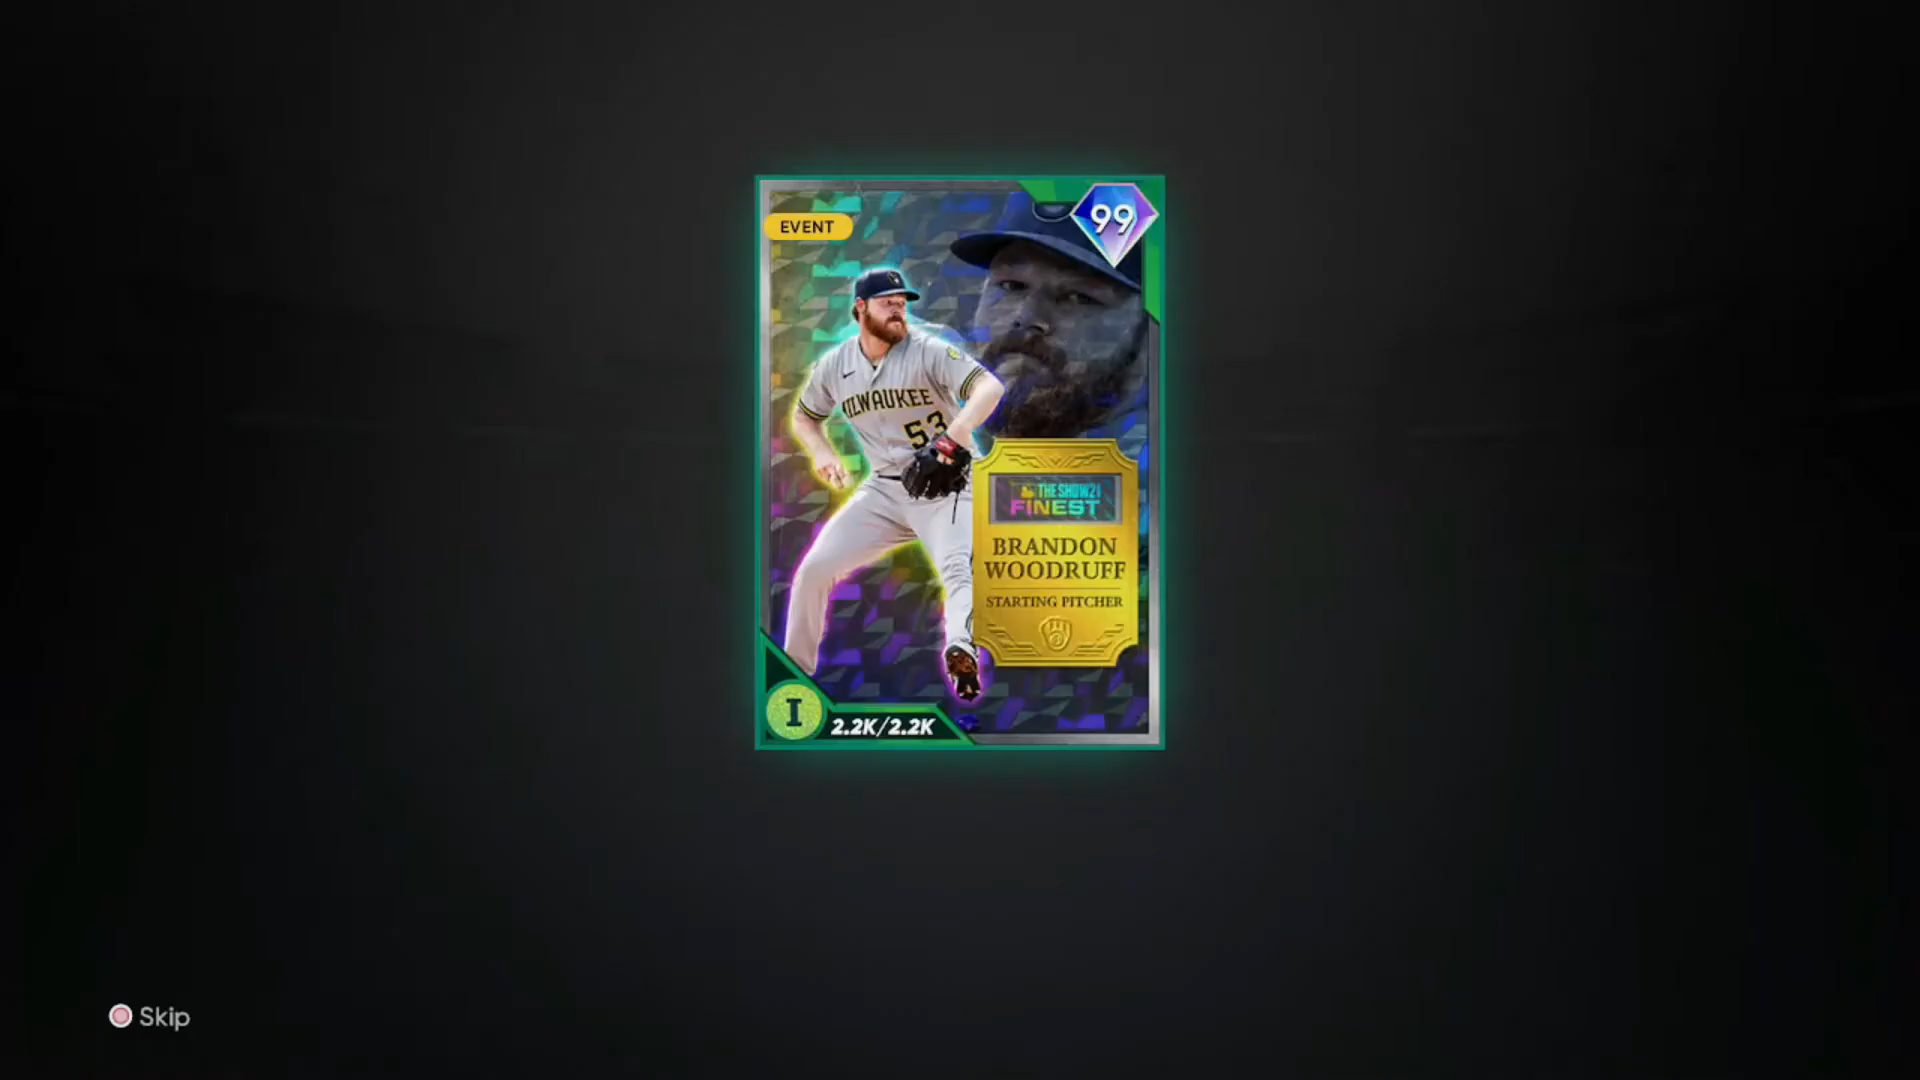 EVENT
99
MILWAUKEE
53
THE SHOW 21
FINEST
BRANDON
WOODRUFF
STARTING PITCHER
I
2.2K/2.2K
Skip